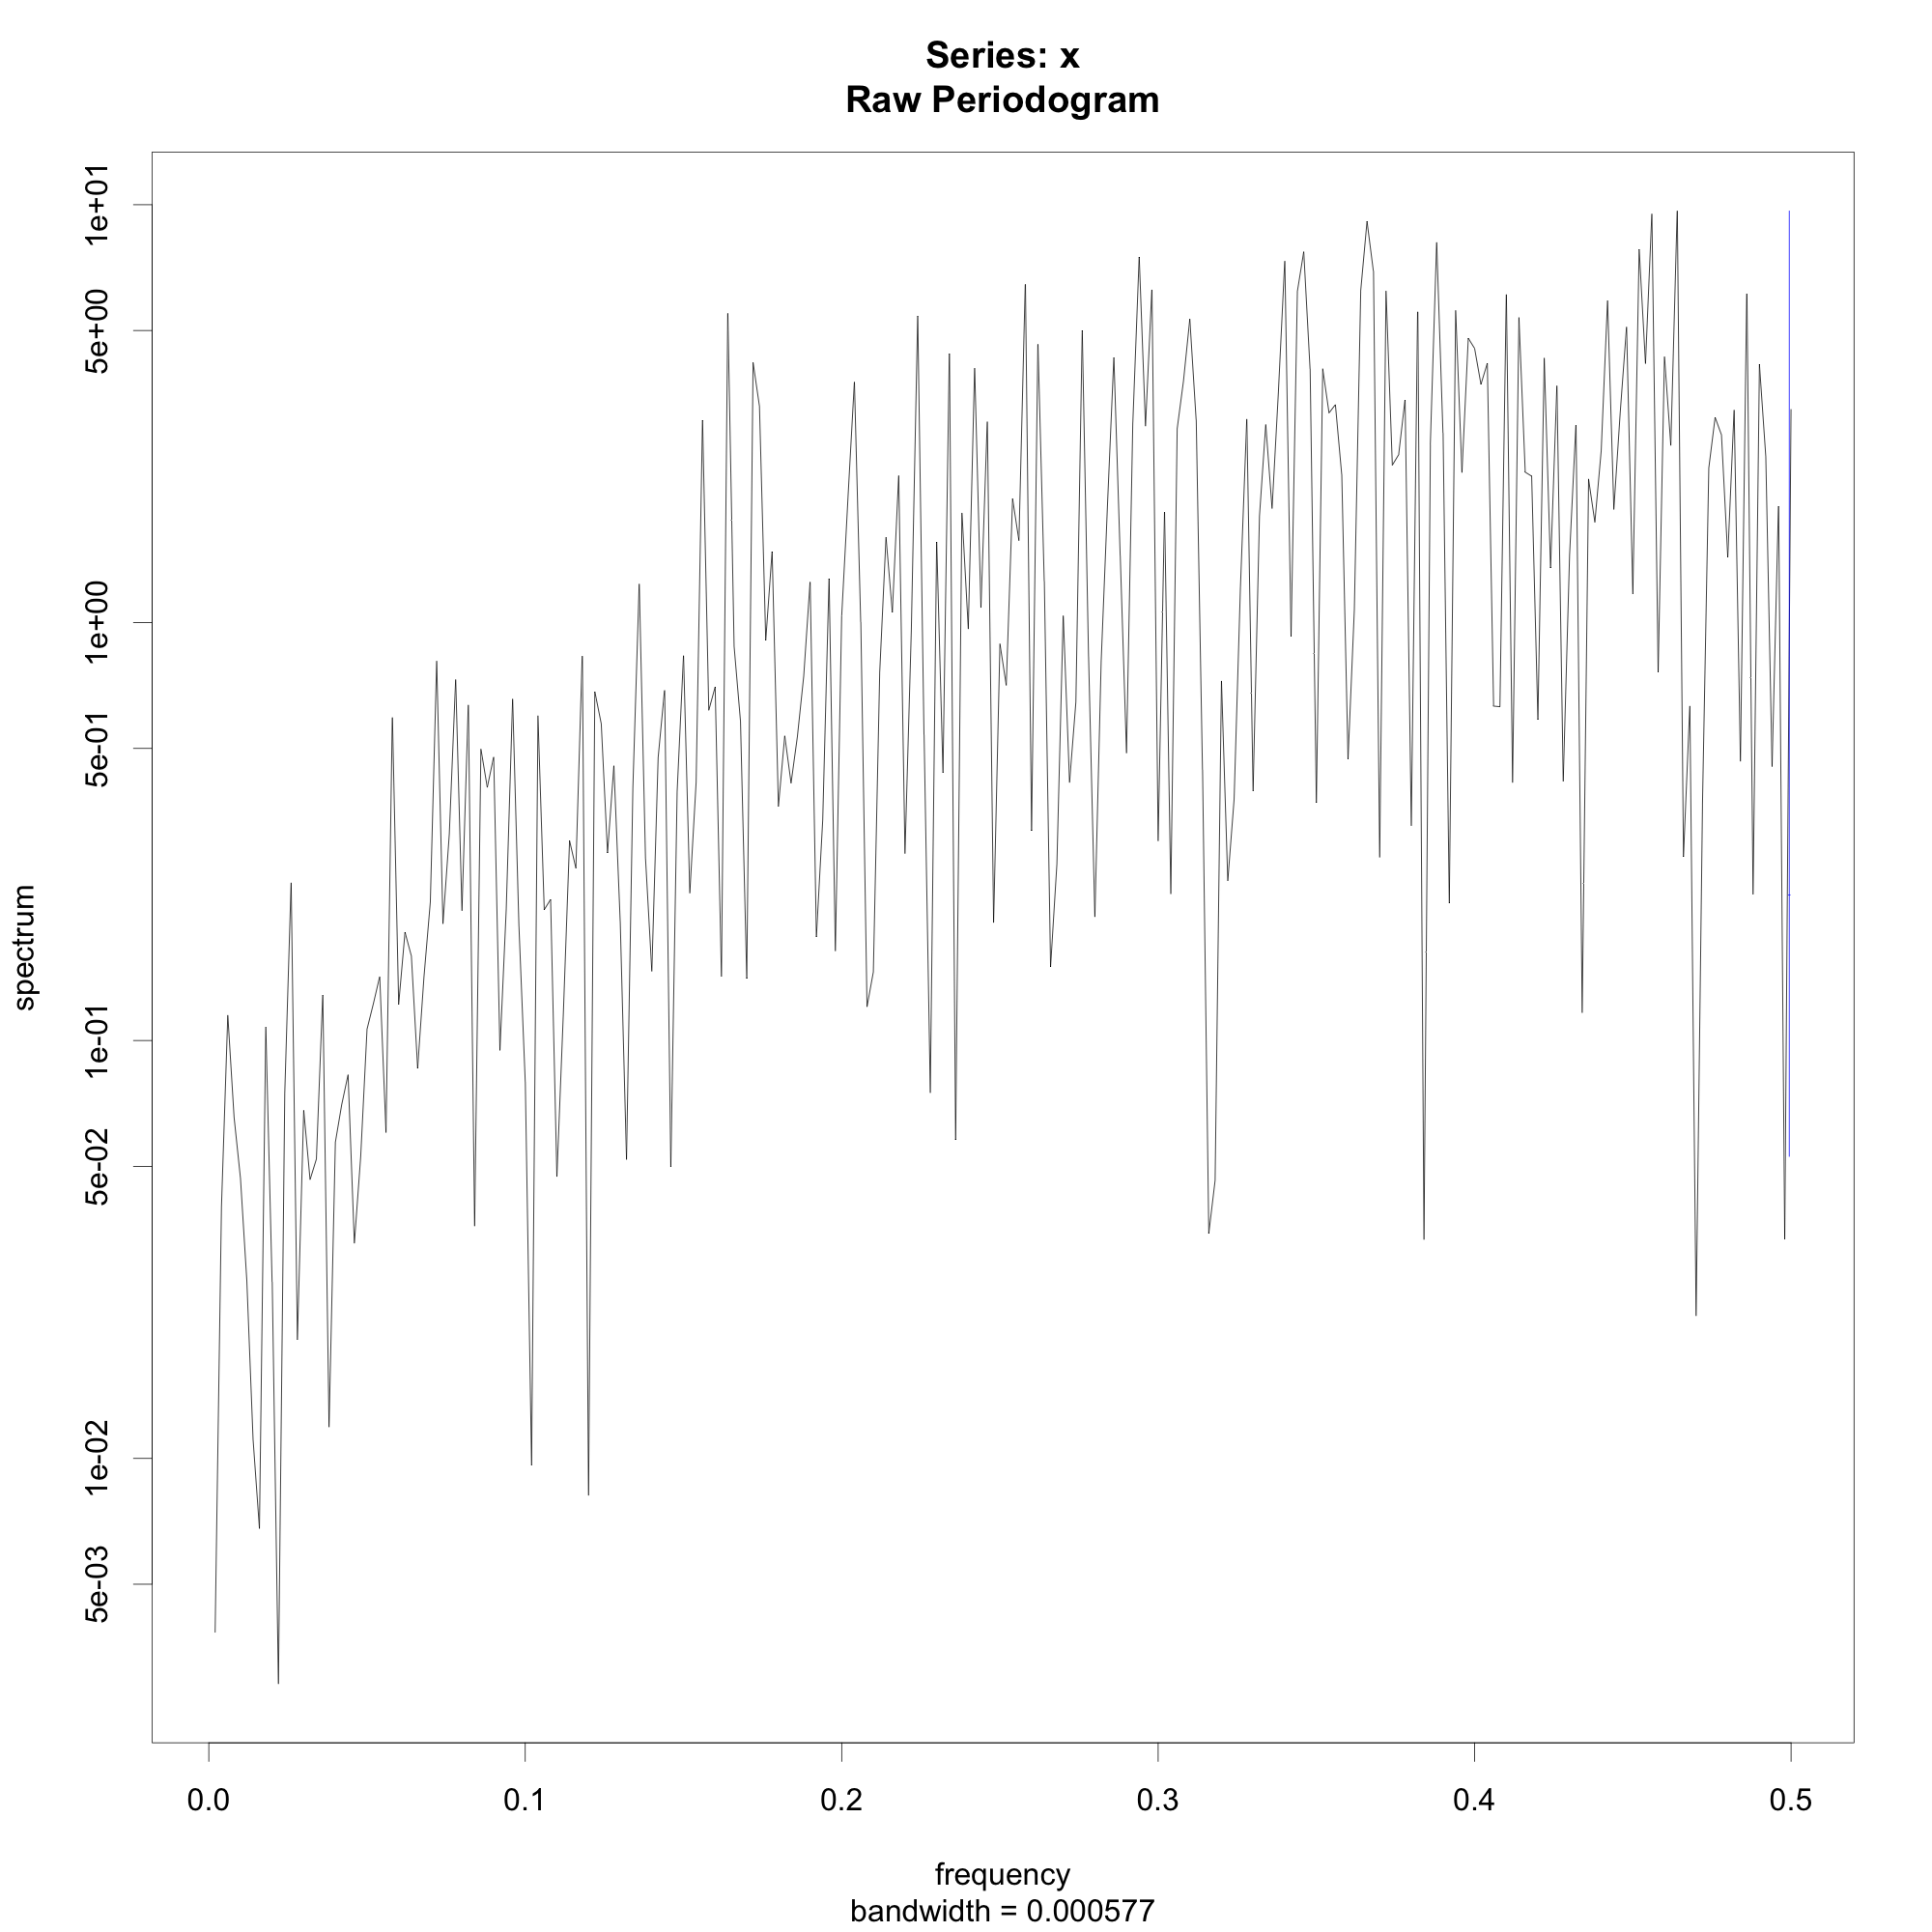 Series: x
Raw Periodogram
spectrum
1e+01
5e+00
1e+00
5e-01
1e-01
5e-02
1e-02
5e-03
0.0 0.1 0.2 0.3 0.4 0.5
frequency
bandwidth = 0.000577